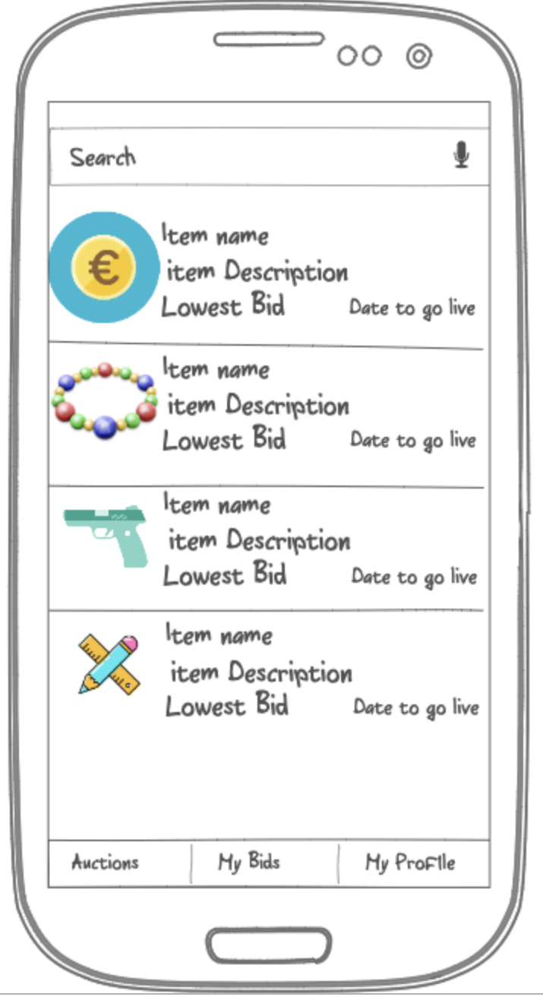 Search
€
Item name
item Description
Lowest Bid Date to go live
Item name
item Description
Lowest Bid Date to go live
Item name
item Description
Lowest Bid Date to go live
Item name
item Description
Lowest Bid Date to go live
Auctions My Bids My Profile